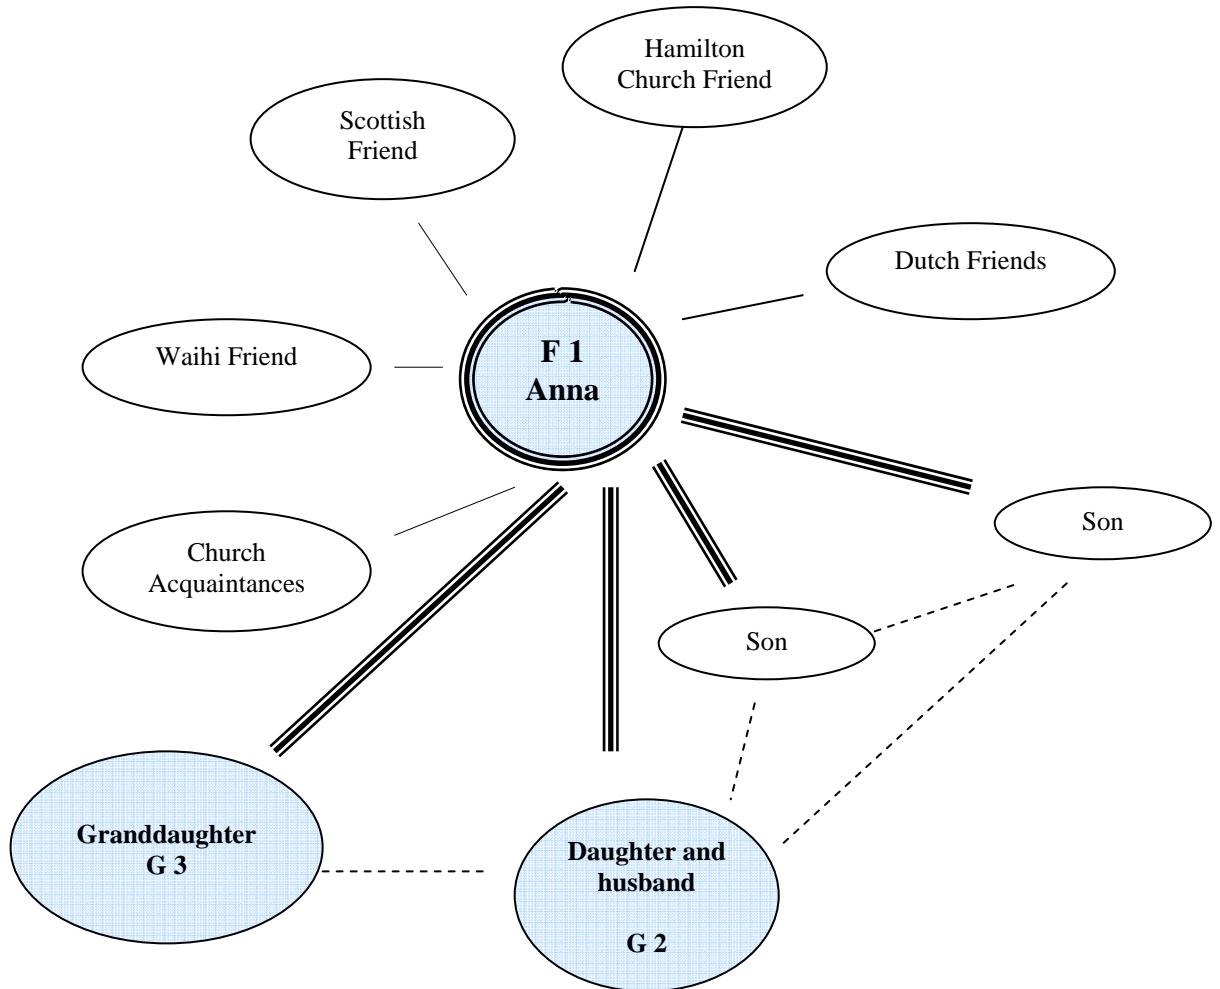 Hamilton
Church Friend
Scottish
Friend
Dutch Friends
Waihi Friend
F 1
Anna
Son
Church
Acquaintances
Son
Granddaughter
G 3
Daughter and
husband
G 2